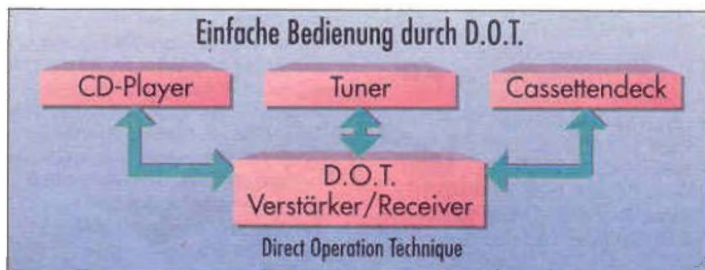 Einfache Bedienung durch D.O.T.
CD-Player
Tuner
Cassettendeck
D.O.T.
Verstärker/Receiver
Direct Operation Technique